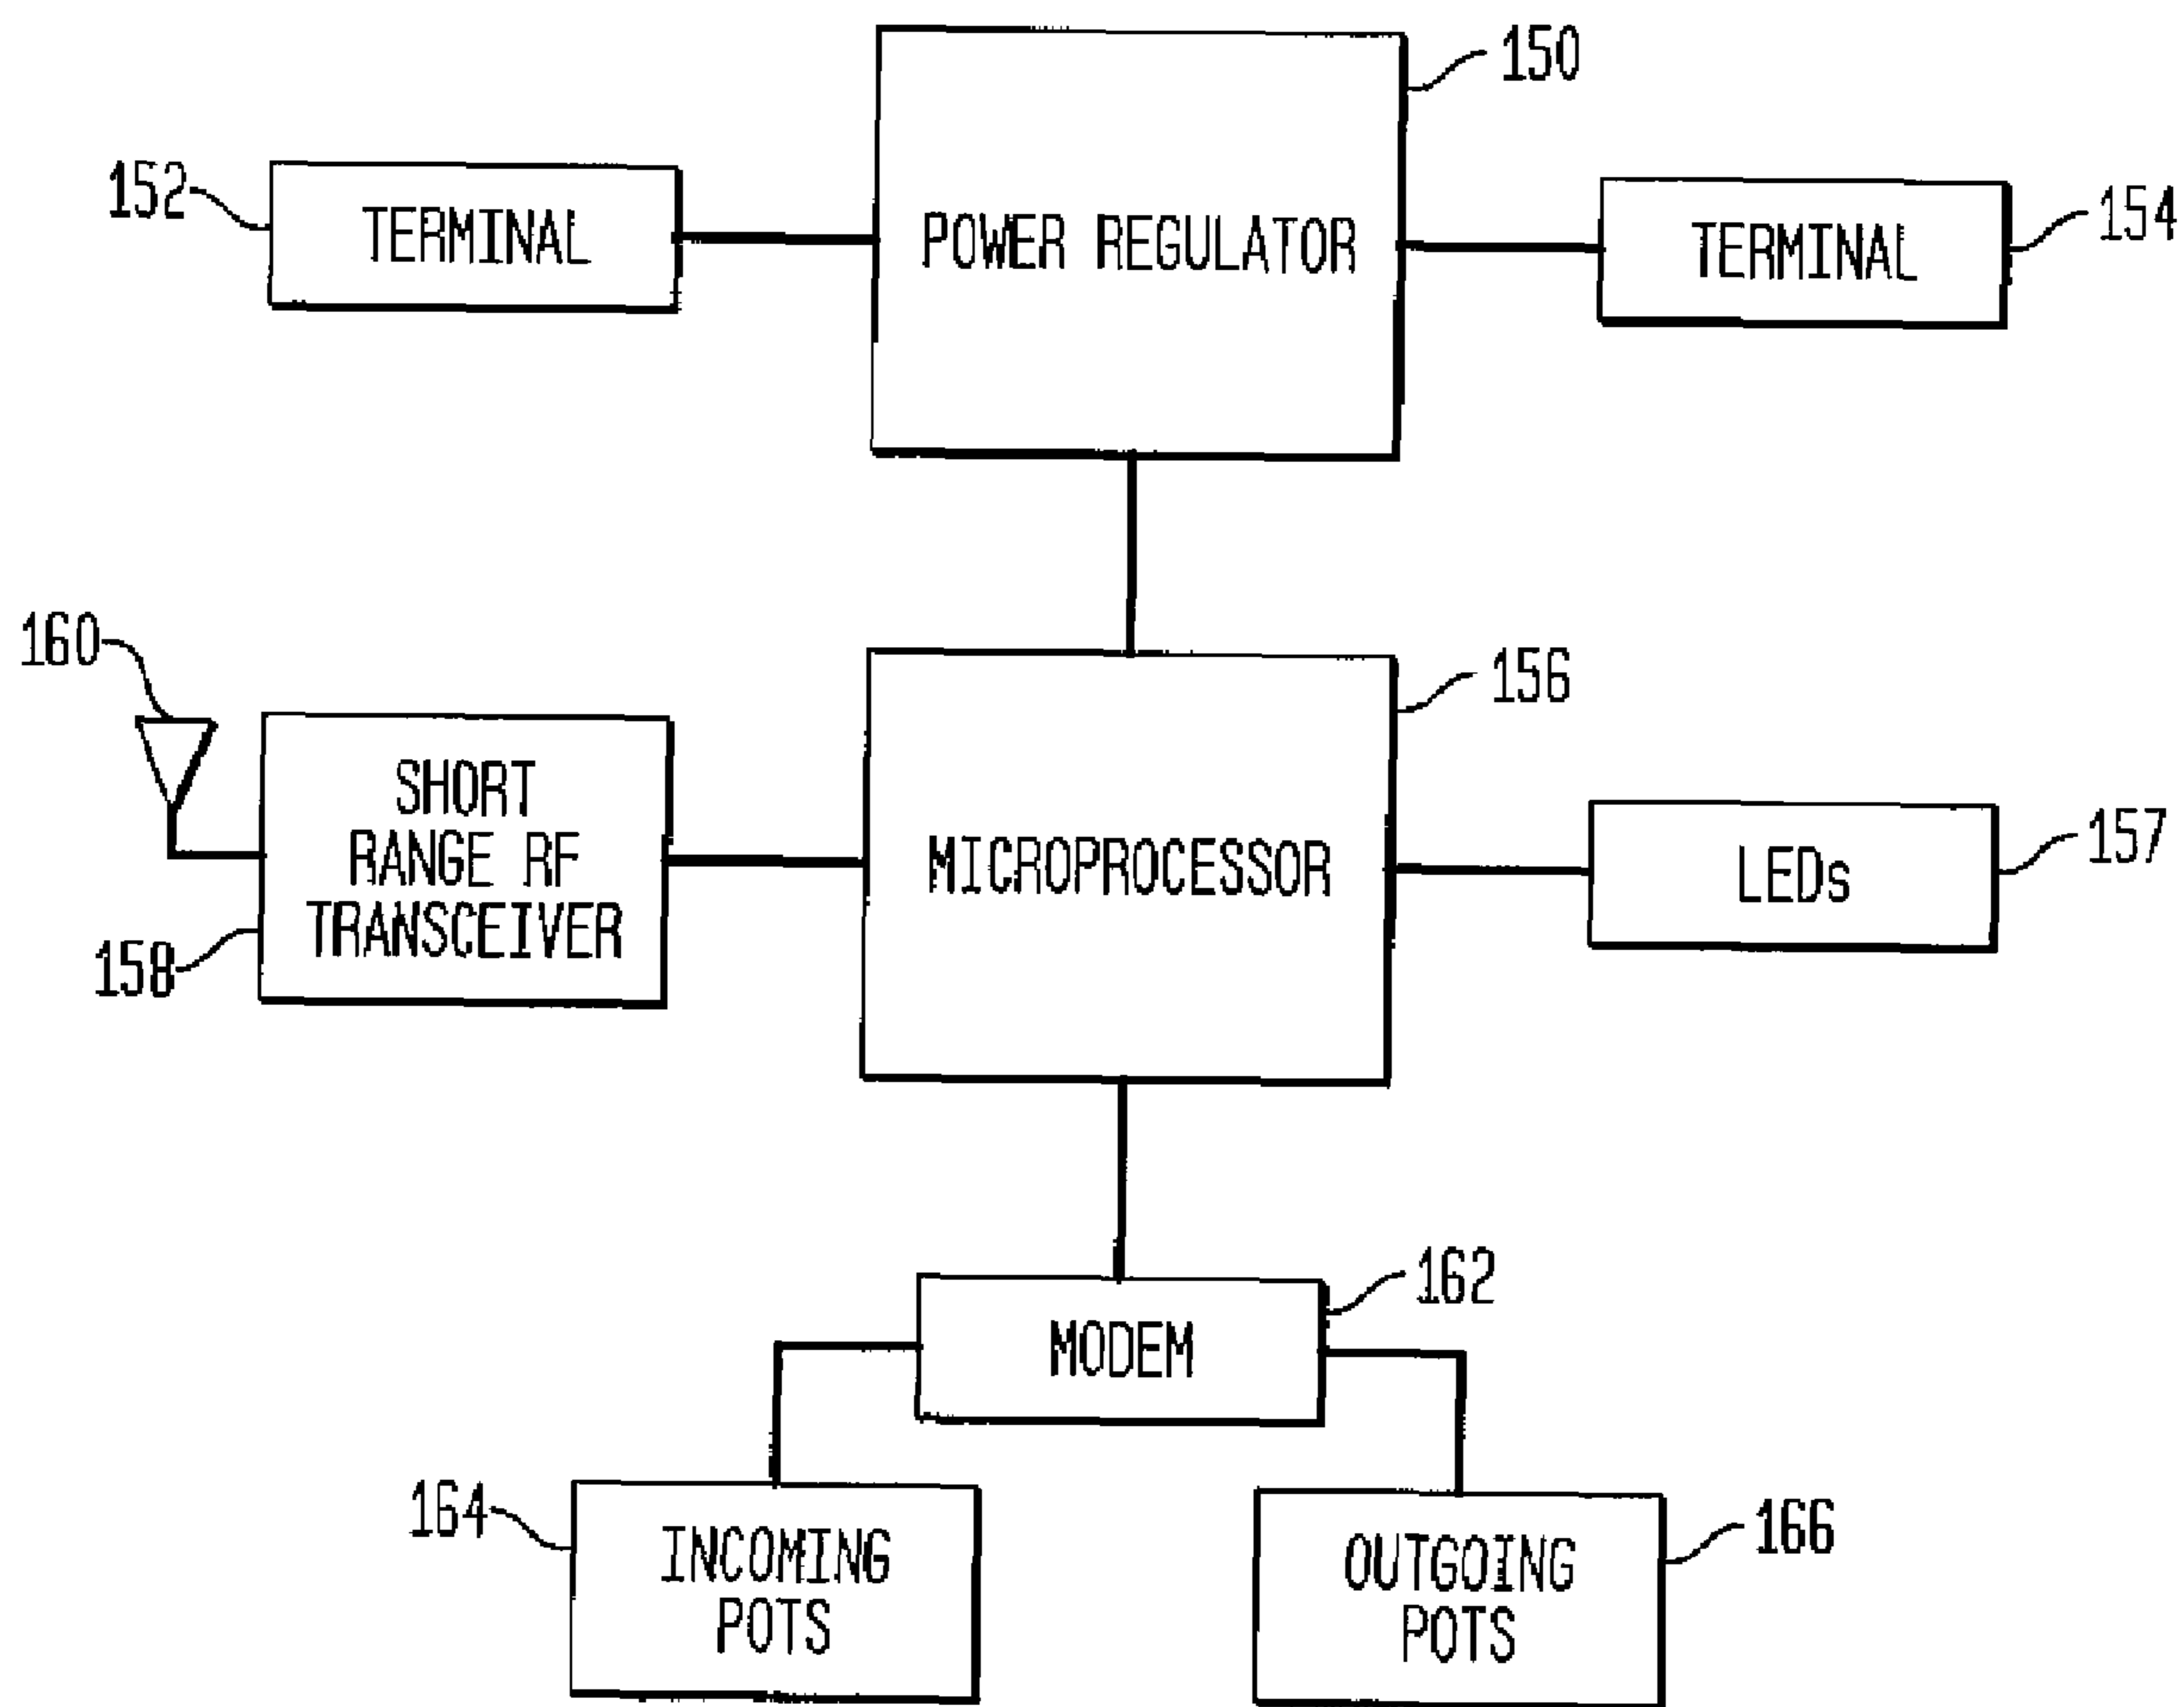 150
152
TERMINAL
POWER REGULATOR
TERMINAL
154
160
156
SHORT
RANGE RF
TRANSCEIVER
158
MICROPROCESSOR
LEDs
157
162
MODEM
164
INCOMING
POTS
OUTGOING
POTS
166